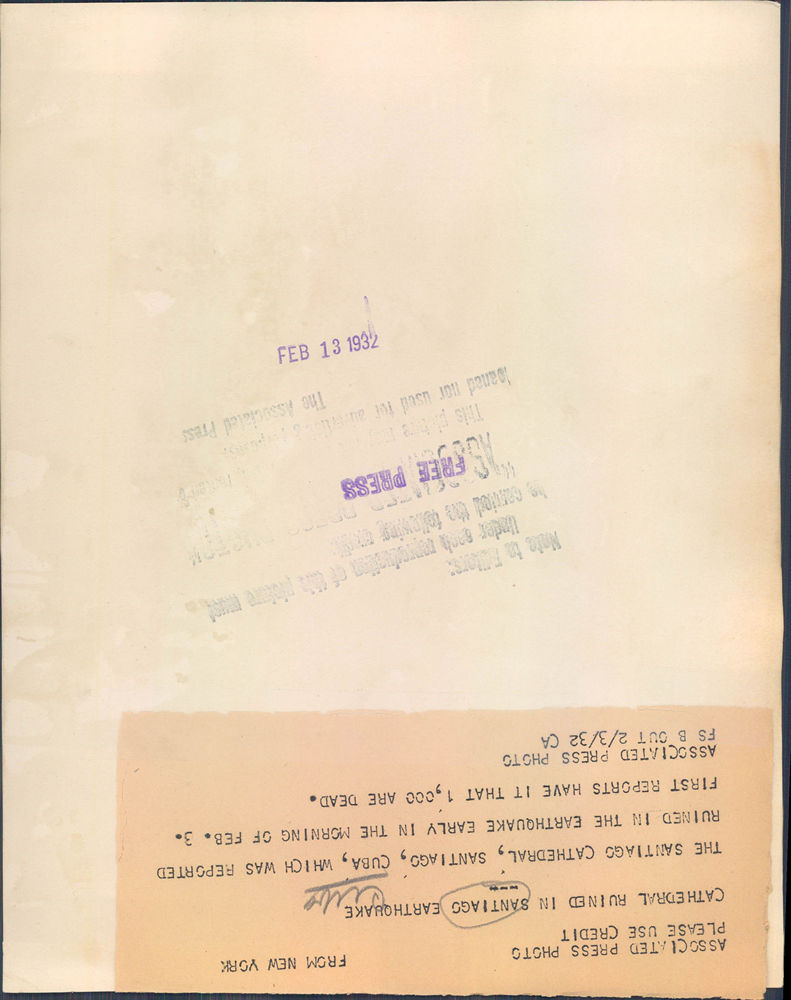 FEB 13 1932
Note to Editors:
Under each reproduction of this picture must
be carried the following credit:
FREE PRESS
This picture
loaned nor used for
The Associated Press
ASSOCIATED PRESS PHOTO
PLEASE USE CREDIT
FROM NEW YORK
CATHEDRAL RUINED IN SANTIAGO EARTHQUAKE
Cuba
THE SANTIAGO CATHEDRAL, SANTIAGO, CUBA, WHICH WAS REPORTED
RUINED IN THE EARTHQUAKE EARLY IN THE MORNING OF FEB. 3.
FIRST REPORTS HAVE IT THAT 1,000 ARE DEAD.
ASSOCIATED PRESS PHOTO
FS B OUT 2/3/32 CA